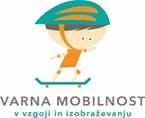 VARNA MOBILNOST
v vzgoji in izobraževanju